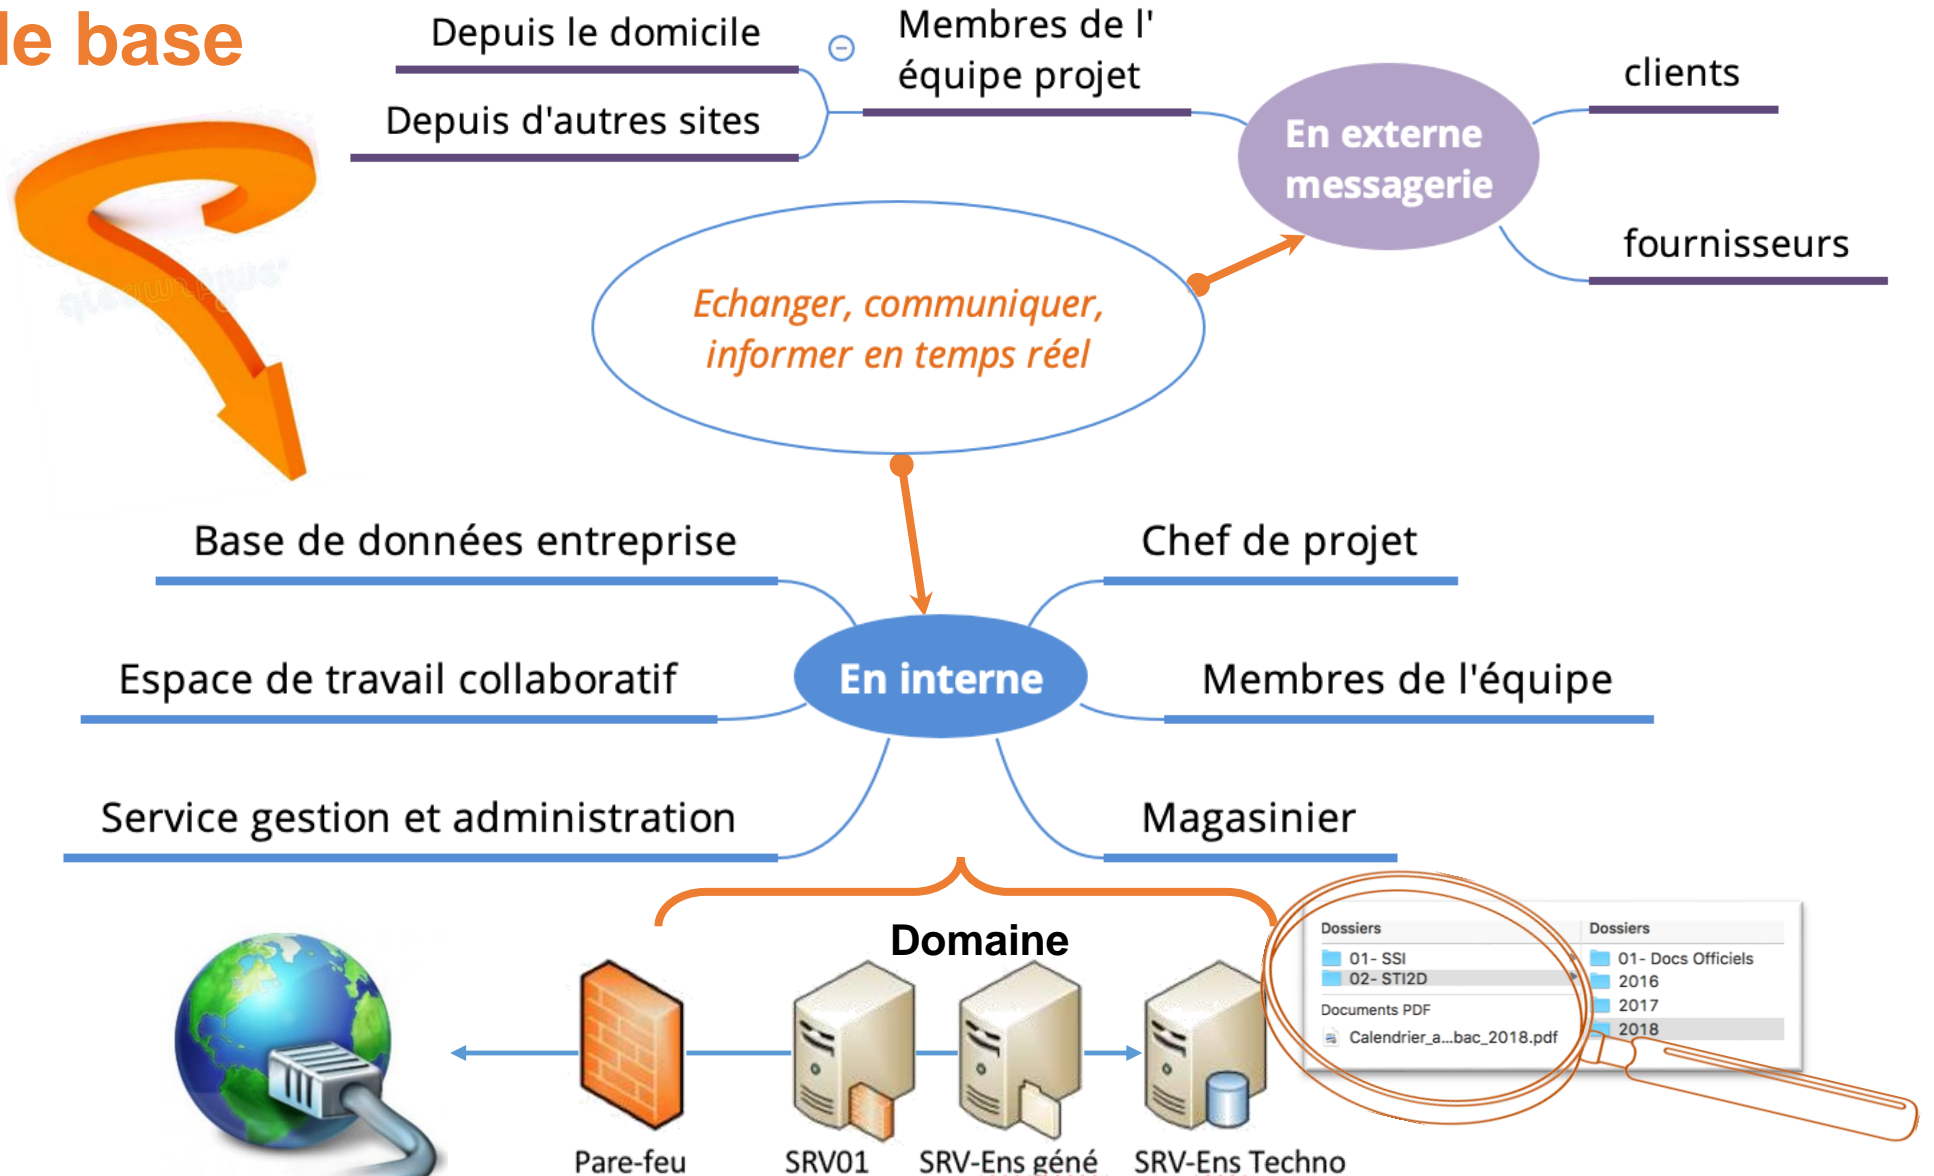 le base
Depuis le domicile
Depuis d'autres sites
Membres de l'
équipe projet
En externe
messagerie
clients
fournisseurs
Echanger, communiquer,
informer en temps réel
Base de données entreprise
Chef de projet
Espace de travail collaboratif
En interne
Membres de l'équipe
Service gestion et administration
Magasinier
Domaine
Dossiers
01- SSI
02- STI2D
Documents PDF
Calendrier_a...bac_2018.pdf
Dossiers
01- Docs Officiels
2016
2017
2018
Pare-feu
SRV01
SRV-Ens géné
SRV-Ens Techno